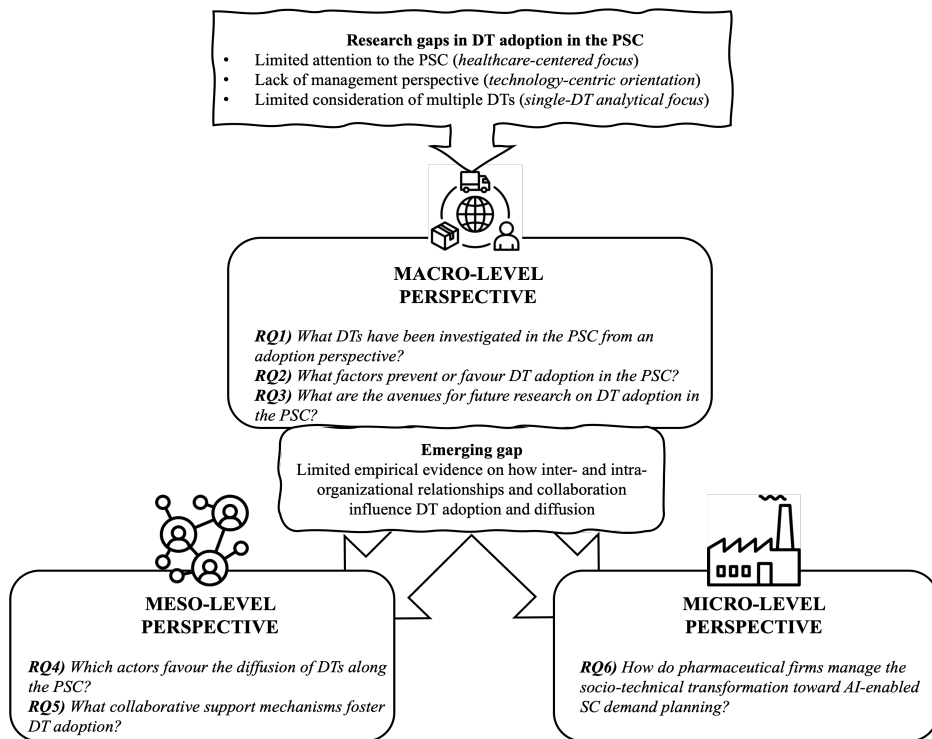 Research gaps in DT adoption in the PSC
• Limited attention to the PSC (healthcare-centered focus)
• Lack of management perspective (technology-centric orientation)
• Limited consideration of multiple DTs (single-DT analytical focus)
MACRO-LEVEL
PERSPECTIVE
RQ1) What DTs have been investigated in the PSC from an
adoption perspective?
RQ2) What factors prevent or favour DT adoption in the PSC?
RQ3) What are the avenues for future research on DT adoption in
the PSC?
Emerging gap
Limited empirical evidence on how inter- and intra-
organizational relationships and collaboration
influence DT adoption and diffusion
MESO-LEVEL
PERSPECTIVE
RQ4) Which actors favour the diffusion of DTs along
the PSC?
RQ5) What collaborative support mechanisms foster
DT adoption?
MICRO-LEVEL
PERSPECTIVE
RQ6) How do pharmaceutical firms manage the
socio-technical transformation toward AI-enabled
SC demand planning?